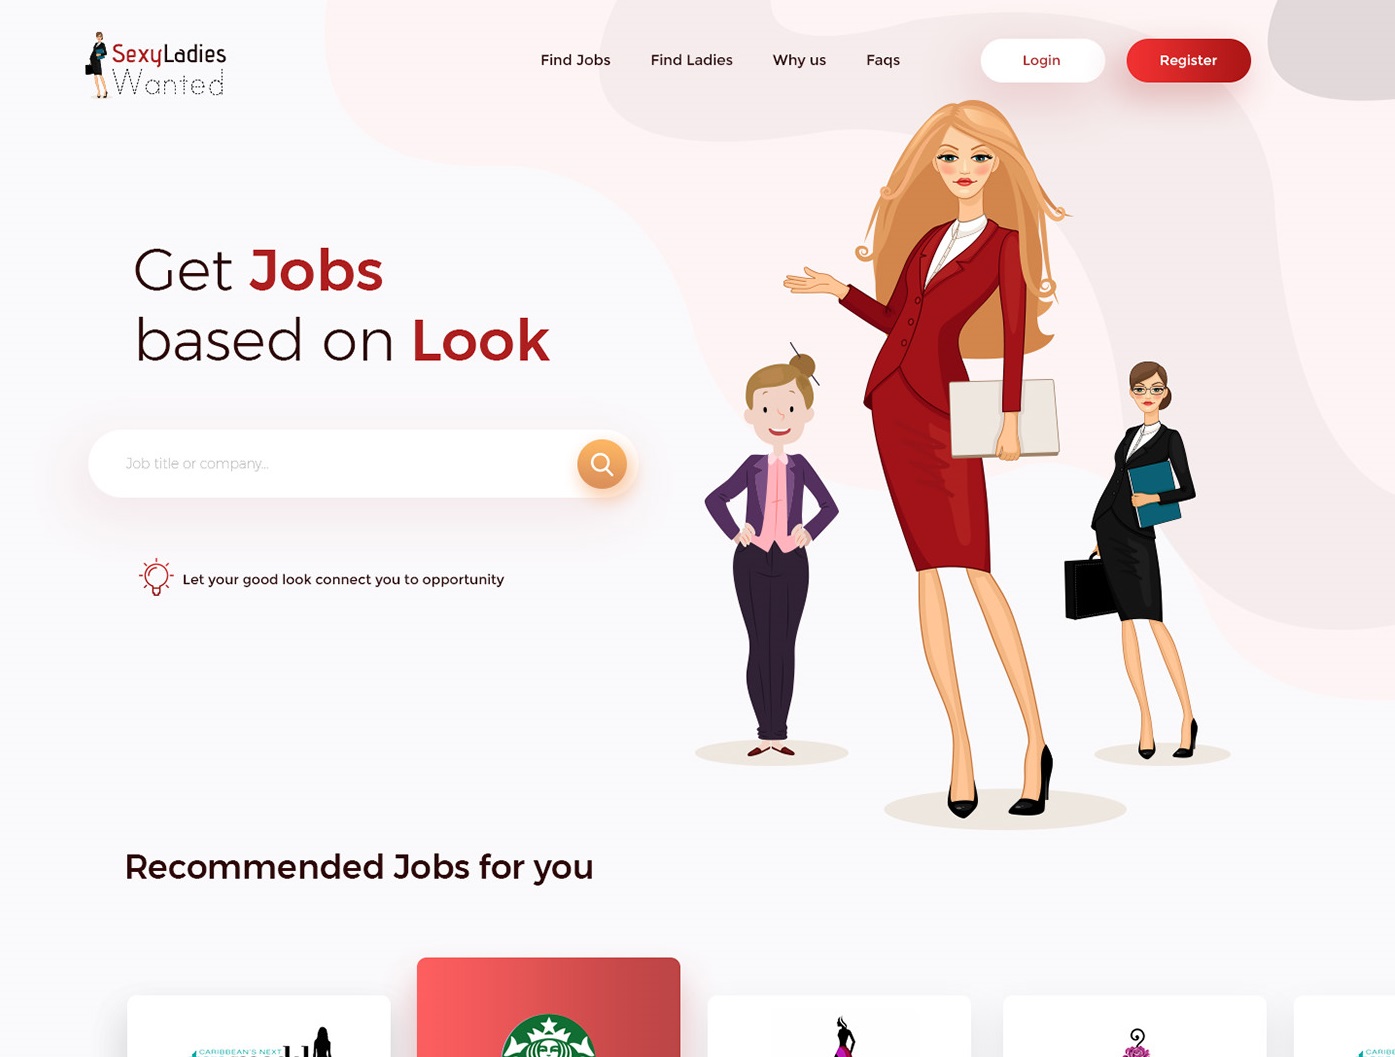 SexyLadies
Wanted
Find Jobs
Find Ladies
Why us
Faqs
Login
Register
Get Jobs
based on Look
Job title or company...
Let your good look connect you to opportunity
Recommended Jobs for you
CARIBBEAN'S NEXT